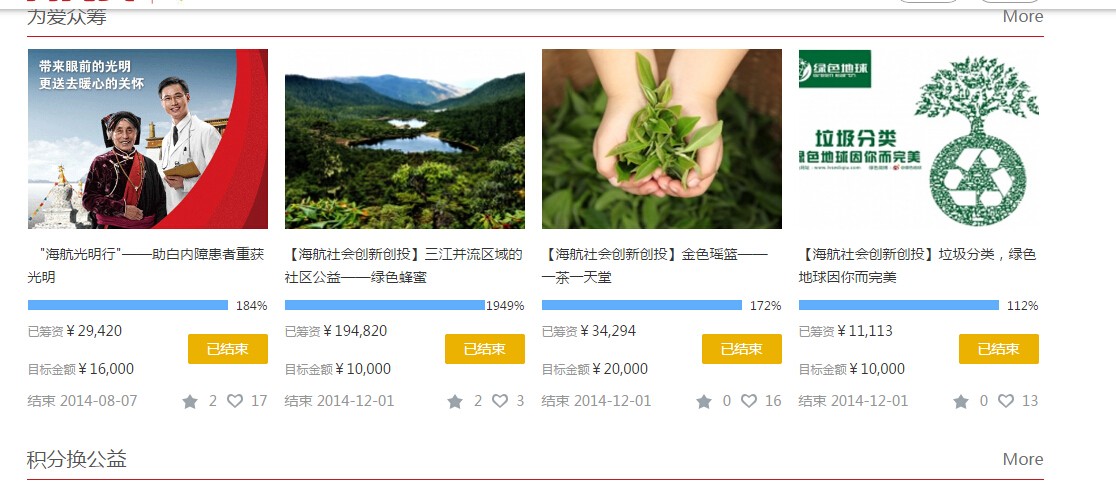 为爱众筹
More
带来眼前的光明
更送去暖心的关怀
绿色地球
Green earth
垃圾分类
绿色地球因你而完美
"海航光明行"——助白内障患者重获
光明
【海航社会创新创投】三江并流区域的
社区公益——绿色蜂蜜
【海航社会创新创投】金色瑶篮——
一茶一天堂
【海航社会创新创投】垃圾分类，绿色
地球因你而完美
184%
1949%
172%
112%
已筹资 ¥ 29,420
已筹资 ¥ 194,820
已筹资 ¥ 34,294
已筹资 ¥ 11,113
已结束
已结束
已结束
已结束
目标金额 ¥ 16,000
目标金额 ¥ 10,000
目标金额 ¥ 20,000
目标金额 ¥ 10,000
结束 2014-08-07 2 17
结束 2014-12-01 2 3
结束 2014-12-01 0 16
结束 2014-12-01 0 13
积分换公益
More